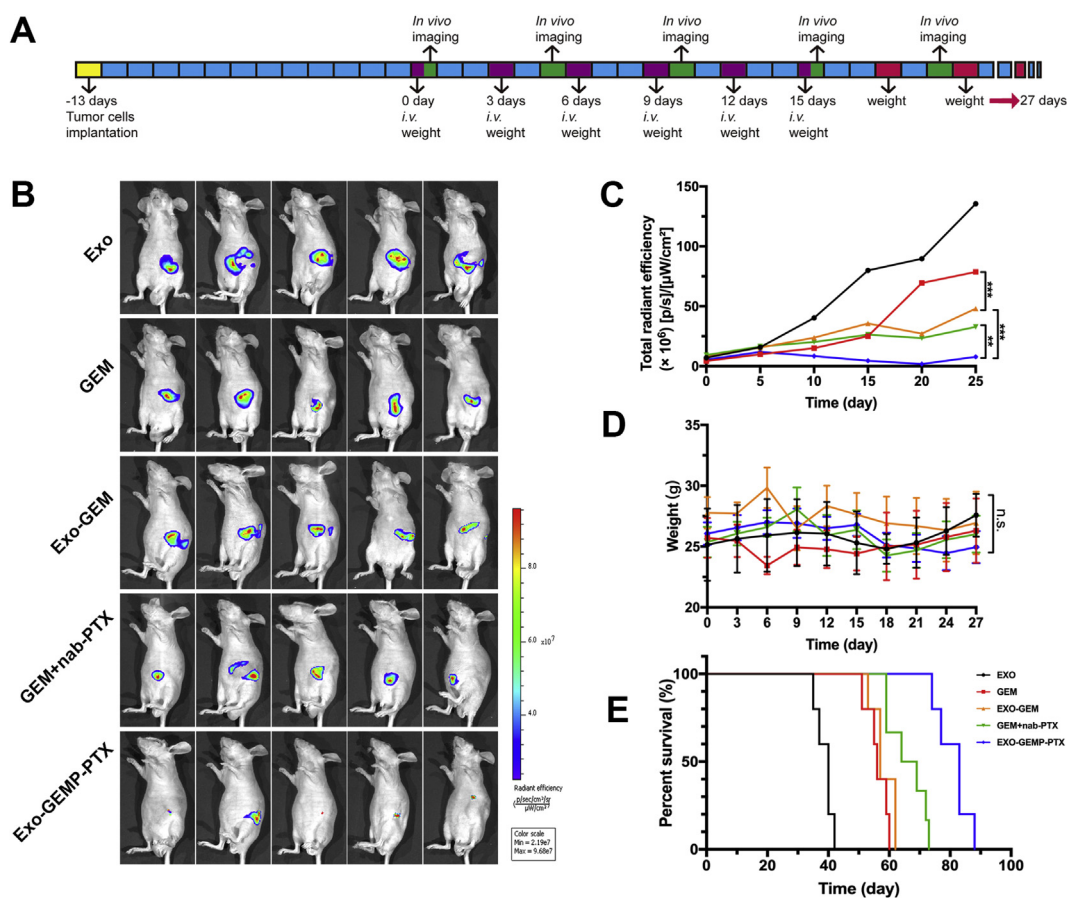 A
In vivo
imaging
In vivo
imaging
In vivo
imaging
In vivo
imaging
In vivo
imaging
-13 days
Tumor cells
implantation
0 day
i.v.
weight
3 days
i.v.
weight
6 days
i.v.
weight
9 days
i.v.
weight
12 days
i.v.
weight
15 days
i.v.
weight
weight
weight
27 days
B
Exo
GEM
Exo-GEM
GEM+nab-PTX
Exo-GEMP-PTX
8.0
6.0
x10⁷
4.0
Radiant efficiency
(p/sec/cm²/sr
µW/cm²)
Color scale
Min = 2.19e7
Max = 9.68e7
C
Total radiant efficiency
(× 10⁶) [p/s]/[µW/cm²]
150
100
50
0
0 5 10 15 20 25
Time (day)
***
**
***
D
Weight (g)
35
30
25
20
0 3 6 9 12 15 18 21 24 27
Time (day)
n.s.
E
Percent survival (%)
100
80
60
40
20
0
0 20 40 60 80 100
Time (day)
EXO
GEM
EXO-GEM
GEM+nab-PTX
EXO-GEMP-PTX